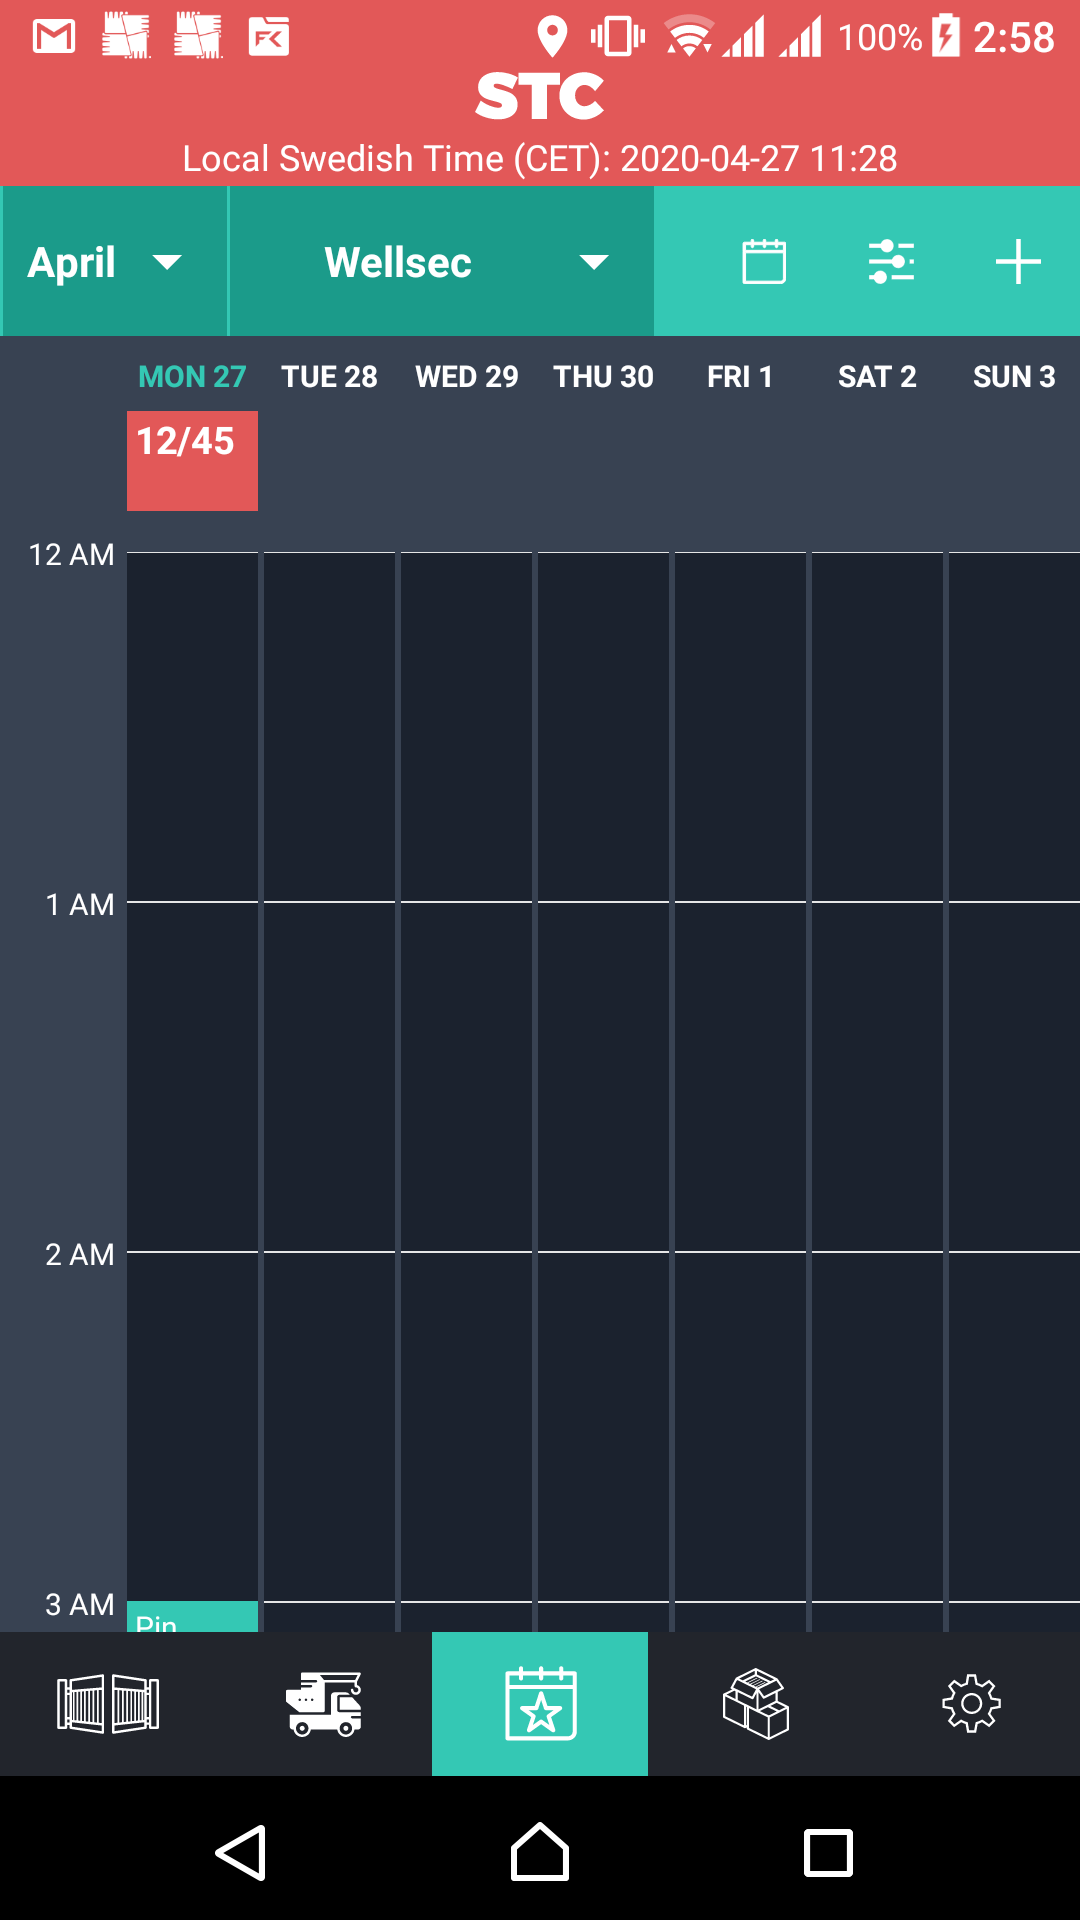 100% 2:58
STC
Local Swedish Time (CET): 2020-04-27 11:28
April Wellsec
MON 27 TUE 28 WED 29 THU 30 FRI 1 SAT 2 SUN 3
12/45
12 AM
1 AM
2 AM
3 AM
Pin